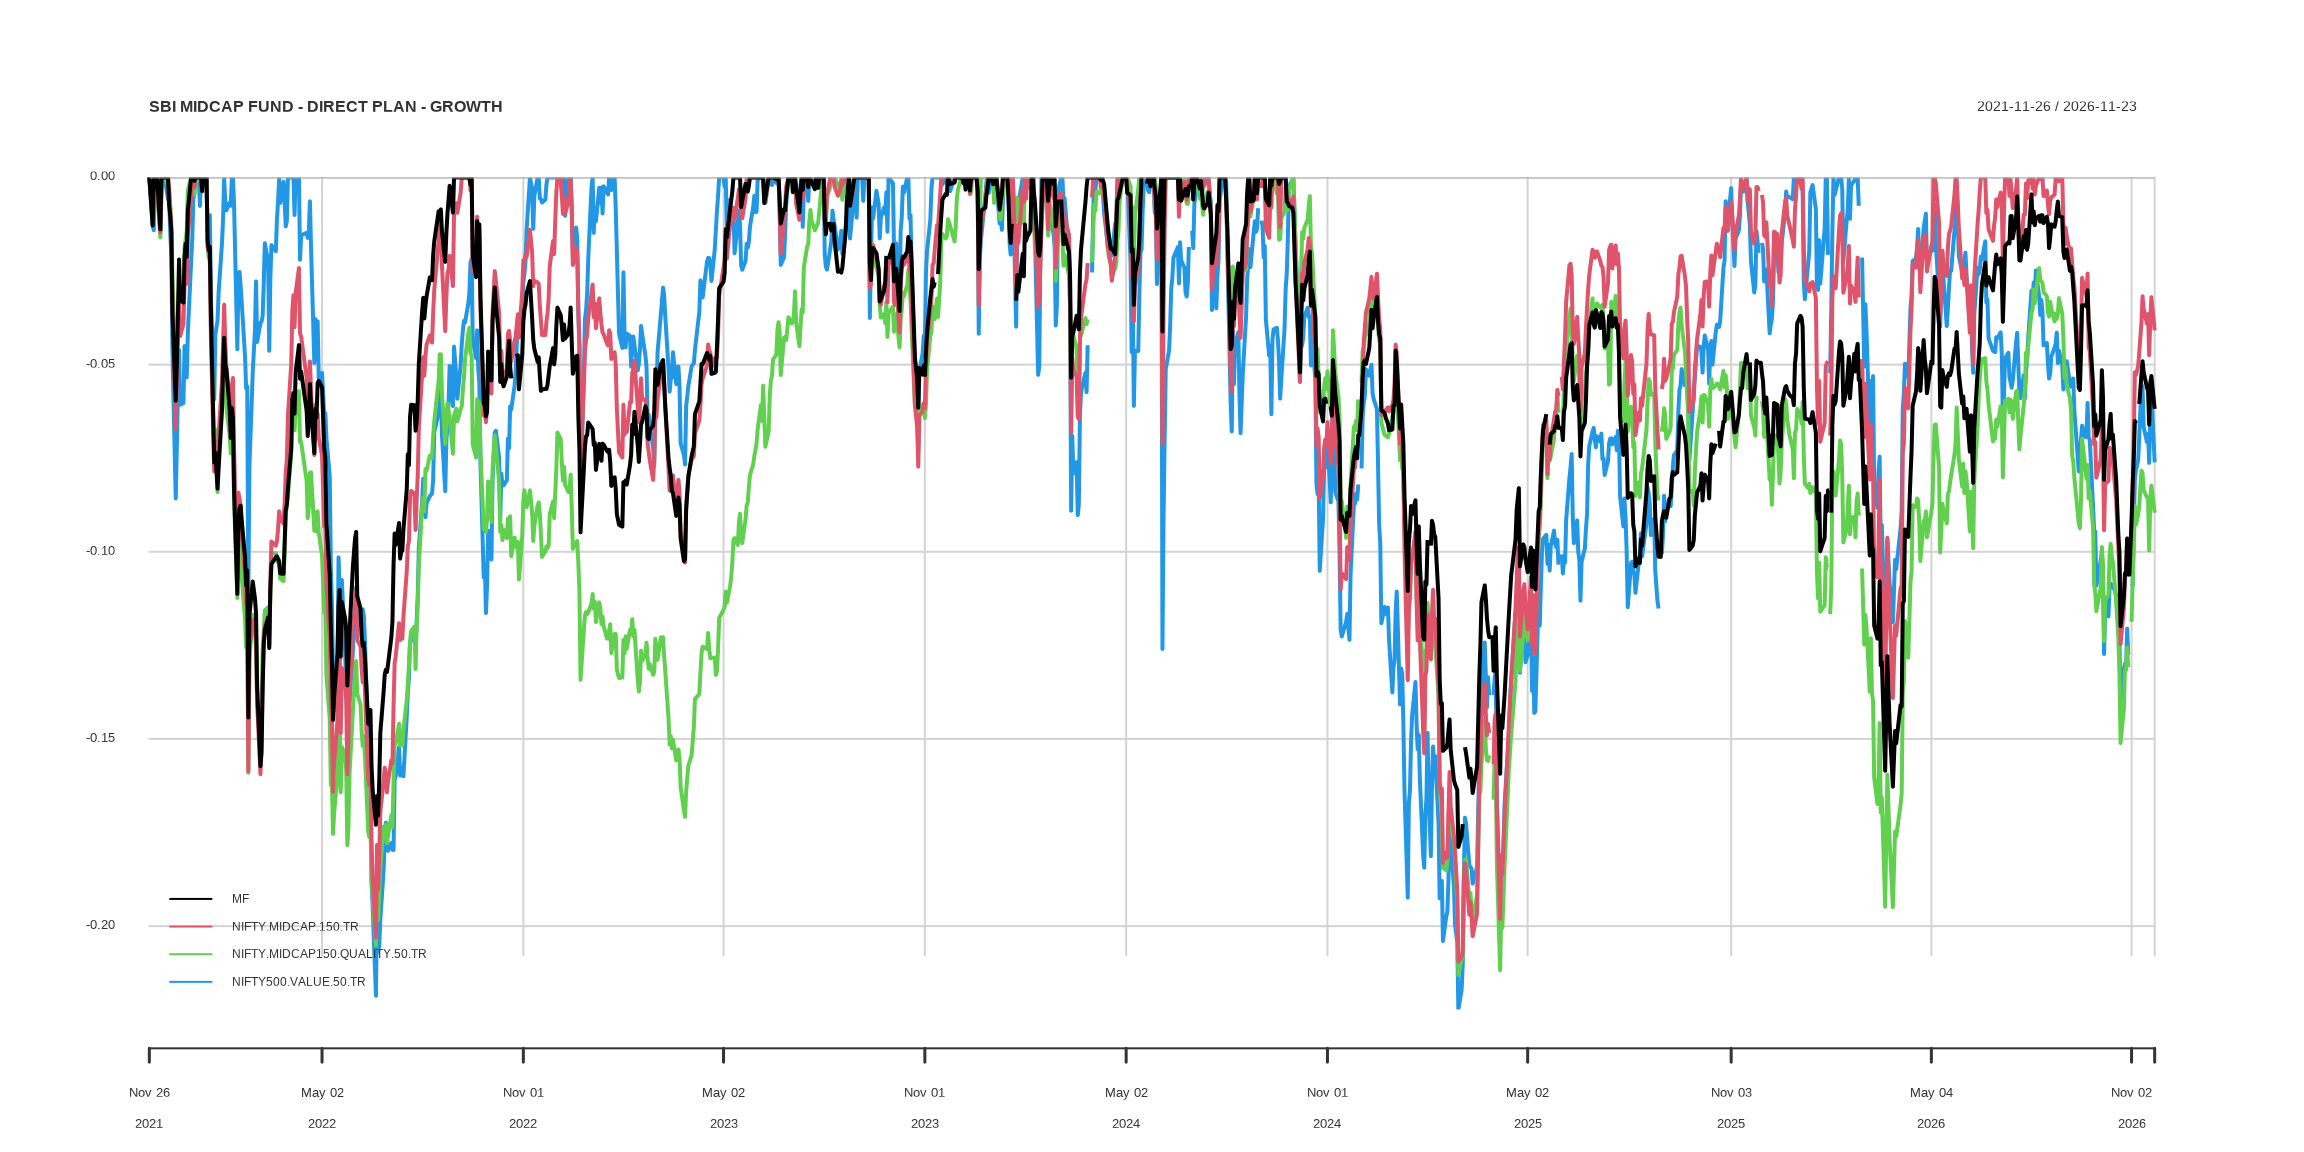 SBI MIDCAP FUND - DIRECT PLAN - GROWTH
2021-11-26 / 2026-11-23
0.00
-0.05
-0.10
-0.15
-0.20
MF
NIFTY.MIDCAP.150.TR
NIFTY.MIDCAP150.QUALITY.50.TR
NIFTY500.VALUE.50.TR
Nov 26 May 02 Nov 01 May 02 Nov 01 May 02 Nov 01 May 02 Nov 03 May 04 Nov 02
2021 2022 2022 2023 2023 2024 2024 2025 2025 2026 2026